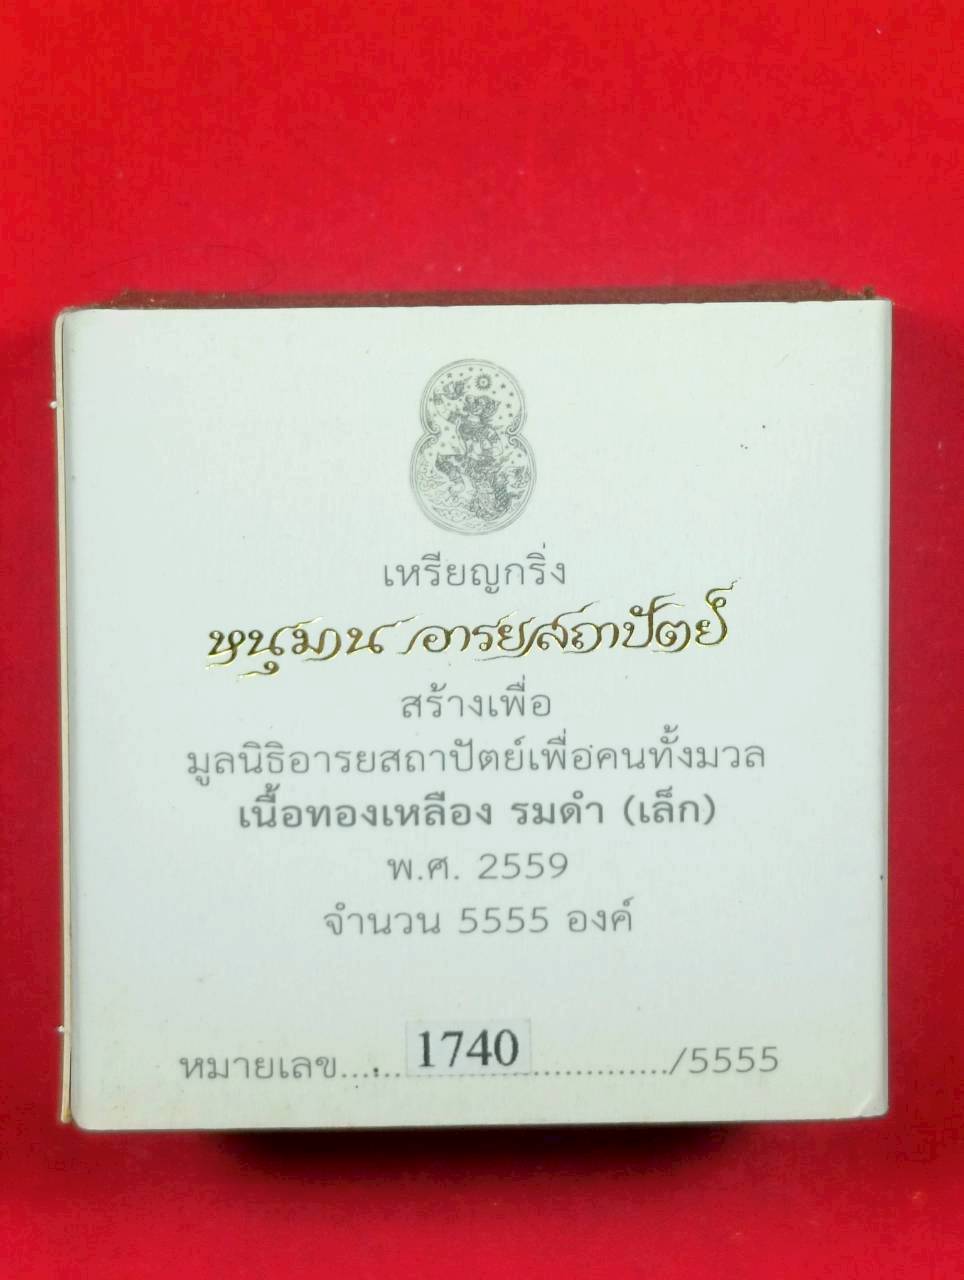 เหรียญกริ่ง
หนุมาน อารยสถาปัตย์
สร้างเพื่อ
มูลนิธิอารยสถาปัตย์เพื่อคนทั้งมวล
เนื้อทองเหลือง รมดำ (เล็ก)
พ.ศ. 2559
จำนวน 5555 องค์
หมายเลข...... 1740 ............................../5555